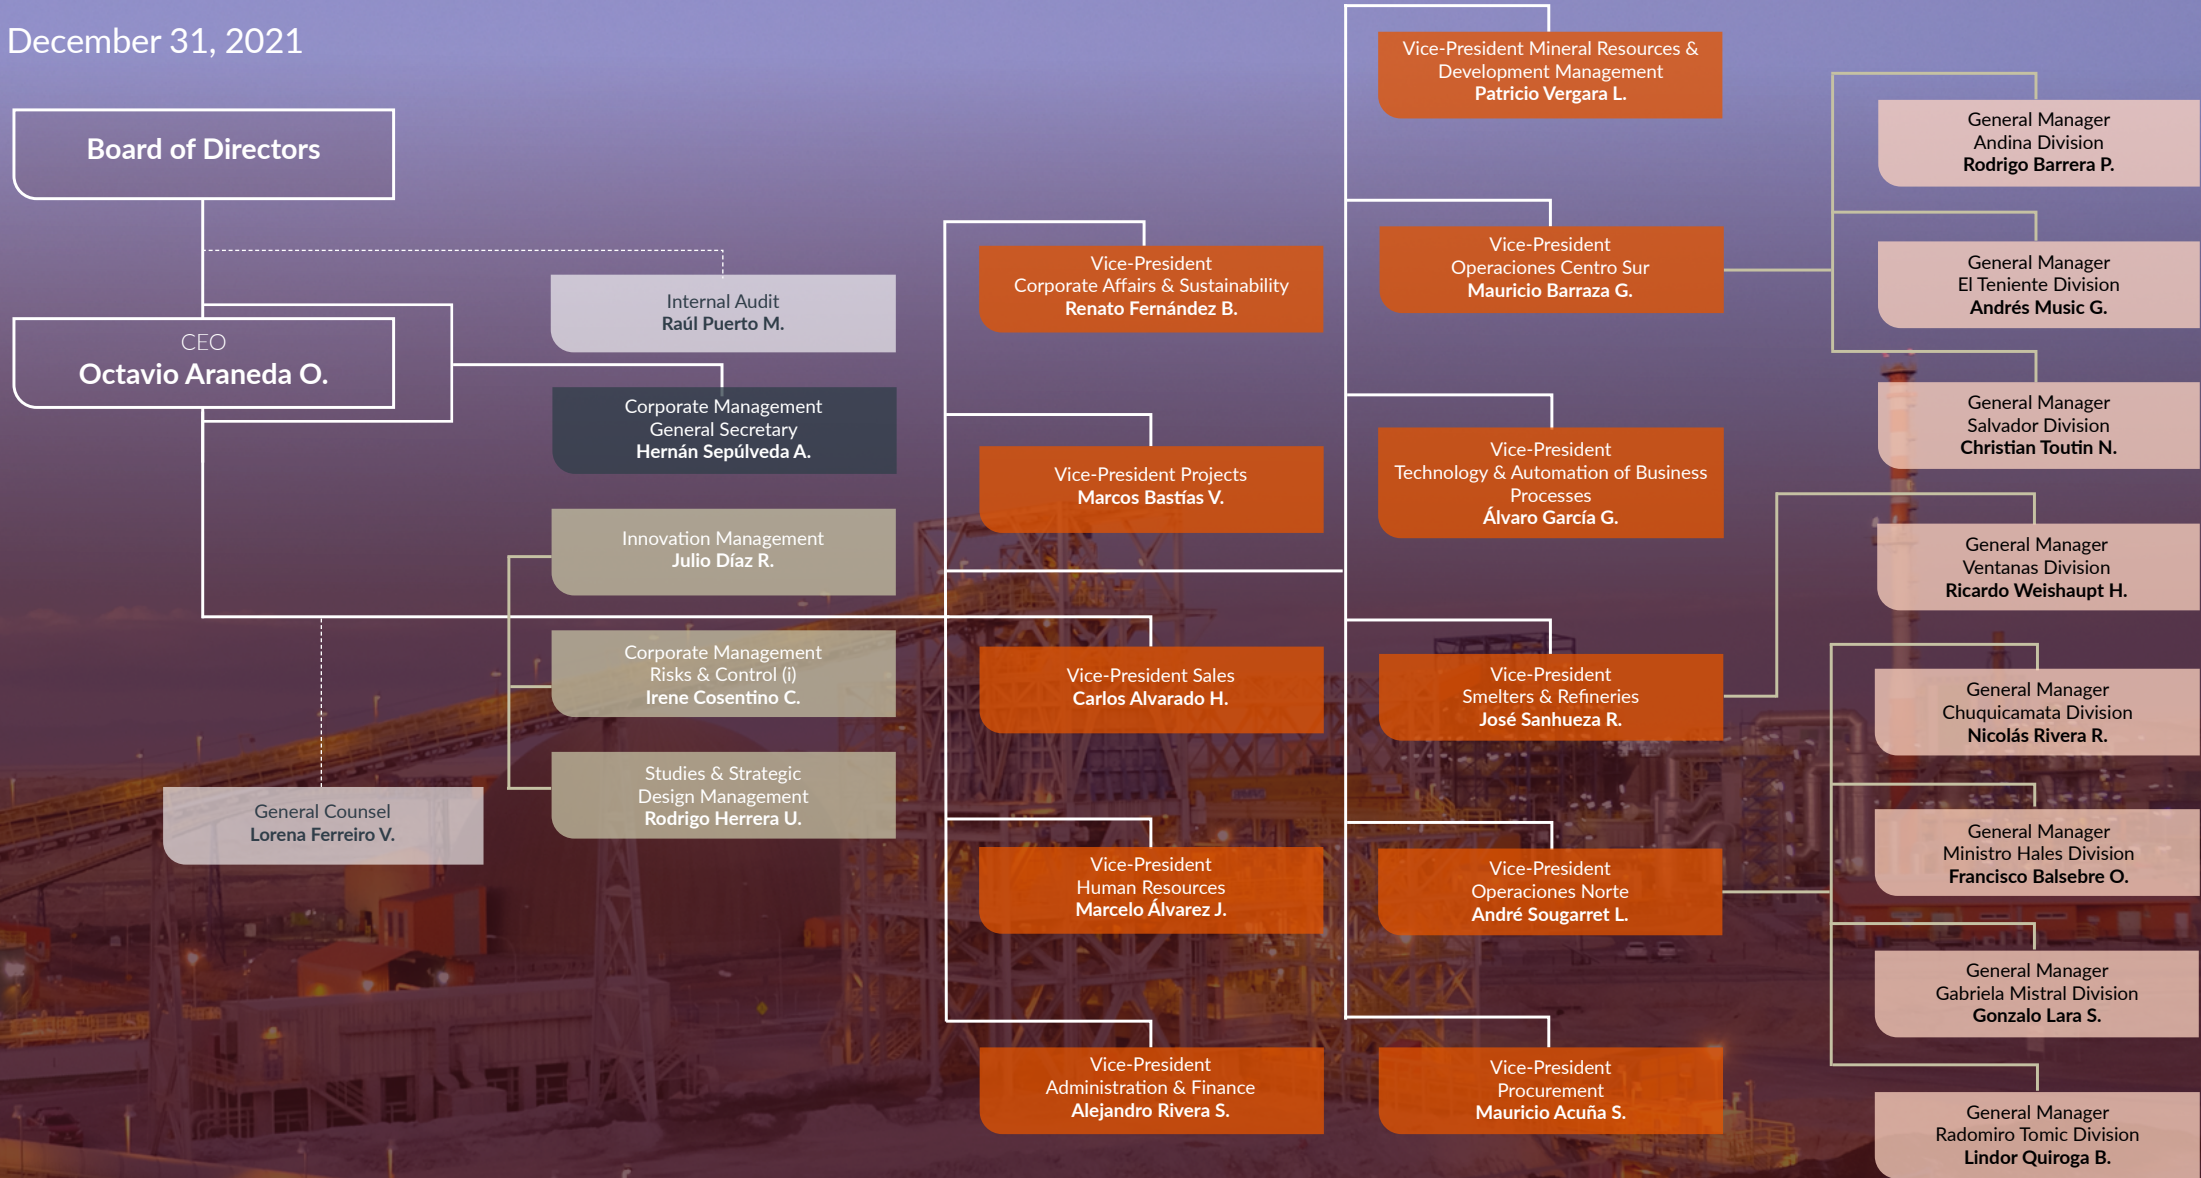 December 31, 2021
Board of Directors
CEO
Octavio Araneda O.
Internal Audit
Raúl Puerto M.
Corporate Management
General Secretary
Hernán Sepúlveda A.
Innovation Management
Julio Díaz R.
Corporate Management
Risks & Control (i)
Irene Cosentino C.
Studies & Strategic
Design Management
Rodrigo Herrera U.
General Counsel
Lorena Ferreiro V.
Vice-President
Corporate Affairs & Sustainability
Renato Fernández B.
Vice-President Projects
Marcos Bastías V.
Vice-President Sales
Carlos Alvarado H.
Vice-President
Human Resources
Marcelo Álvarez J.
Vice-President
Administration & Finance
Alejandro Rivera S.
Vice-President Mineral Resources &
Development Management
Patricio Vergara L.
Vice-President
Operaciones Centro Sur
Mauricio Barraza G.
Vice-President
Technology & Automation of Business
Processes
Álvaro García G.
Vice-President
Smelters & Refineries
José Sanhueza R.
Vice-President
Operaciones Norte
André Sougarret L.
Vice-President
Procurement
Mauricio Acuña S.
General Manager
Andina Division
Rodrigo Barrera P.
General Manager
El Teniente Division
Andrés Music G.
General Manager
Salvador Division
Christian Toutin N.
General Manager
Ventanas Division
Ricardo Weishaupt H.
General Manager
Chuquicamata Division
Nicolás Rivera R.
General Manager
Ministro Hales Division
Francisco Balsebre O.
General Manager
Gabriela Mistral Division
Gonzalo Lara S.
General Manager
Radomiro Tomic Division
Lindor Quiroga B.